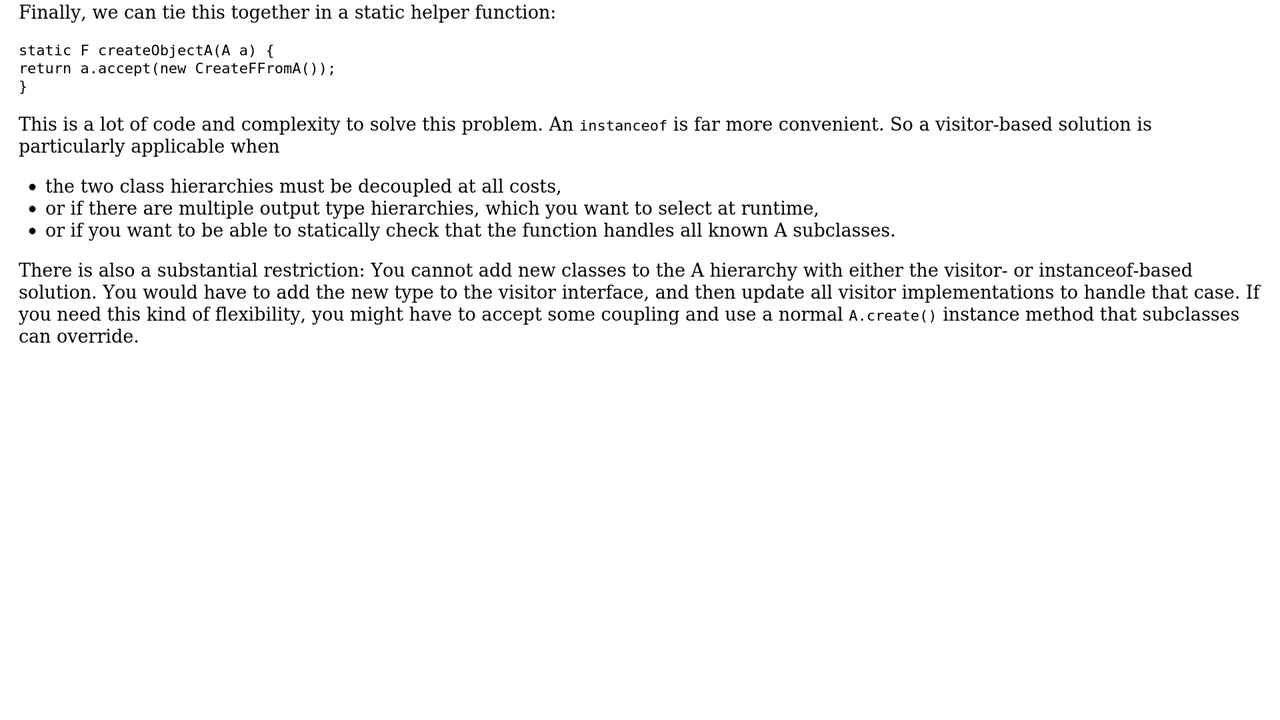 Finally, we can tie this together in a static helper function:
static F createObjectA(A a) {
return a.accept(new CreateFFromA());
}
This is a lot of code and complexity to solve this problem. An instanceof is far more convenient. So a visitor-based solution is
particularly applicable when
• the two class hierarchies must be decoupled at all costs,
• or if there are multiple output type hierarchies, which you want to select at runtime,
• or if you want to be able to statically check that the function handles all known A subclasses.
There is also a substantial restriction: You cannot add new classes to the A hierarchy with either the visitor- or instanceof-based
solution. You would have to add the new type to the visitor interface, and then update all visitor implementations to handle that case. If
you need this kind of flexibility, you might have to accept some coupling and use a normal A.create() instance method that subclasses
can override.